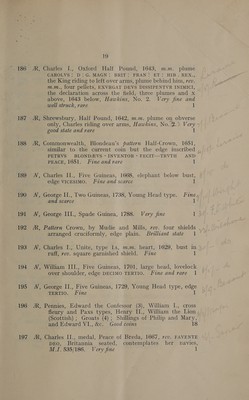 19
186 Æ, Charles I., Oxford Half Pound, 1643, m.m. plume
CAROLVS : D : G : MAGN : BRIT : FRAN : ET : HIB : REX.,
the King riding to left over arms, plume behind him, rev.
m.m., four pellets, EXVRGAT DEVS DISSIPENTVR INIMICI,
the declaration across the field, three plumes and X
above, 1643 below, Hawkins, No. 2. Very fine and
well struck, rare 1
187 Æ, Shrewsbury, Half Pound, 1642, m.m. plume on obverse
only, Charles riding over arms, Hawkins, No. 2. Very
good state and rare 1
188 Æ, Commonwealth, Blondeau's pattern Half-Crown, 1651,
similar to the current coin but the edge inscribed
PETRVS BLONDÆVS · INVENTOR · FECIT—TRVTH AND
PEACE, 1651. Fine and rare 1
189 N, Charles II., Five Guineas, 1668, elephant below bust,
edge VICESIMO. Fine and scarce 1
190 N, George II., Two Guineas, 1738, Young Head type. Fine
and scarce 1
191 N, George III., Spade Guinea, 1788. Very fine 1
192 Æ, Pattern Crown, by Mudie and Mills, rev. four shields
arranged cruciformly, edge plain. Brilliant state 1
193 N, Charles I., Unite, type 1A, m.m. heart, 1629, bust in
ruff, rev. square garnished shield. Fine 1
194 N, William III., Five Guineas, 1701, large head, lovelock
over shoulder, edge DECIMO TERTIO. Fine and rare 1
195 N, George II., Five Guineas, 1729, Young Head type, edge
TERTIO. Fine 1
196 Æ, Pennies, Edward the Confessor (3), William I., cross
fleury and Paxs types, Henry II., William the Lion
(Scottish) ; Groats (4) ; Shillings of Philip and Mary,
and Edward VI., &c. Good coins 18
197 Æ, Charles II., medal, Peace of Breda, 1667, rev. FAVENTE
DEO, Britannia seated contemplates her navies,
M.I. 535/186. Very fine 1